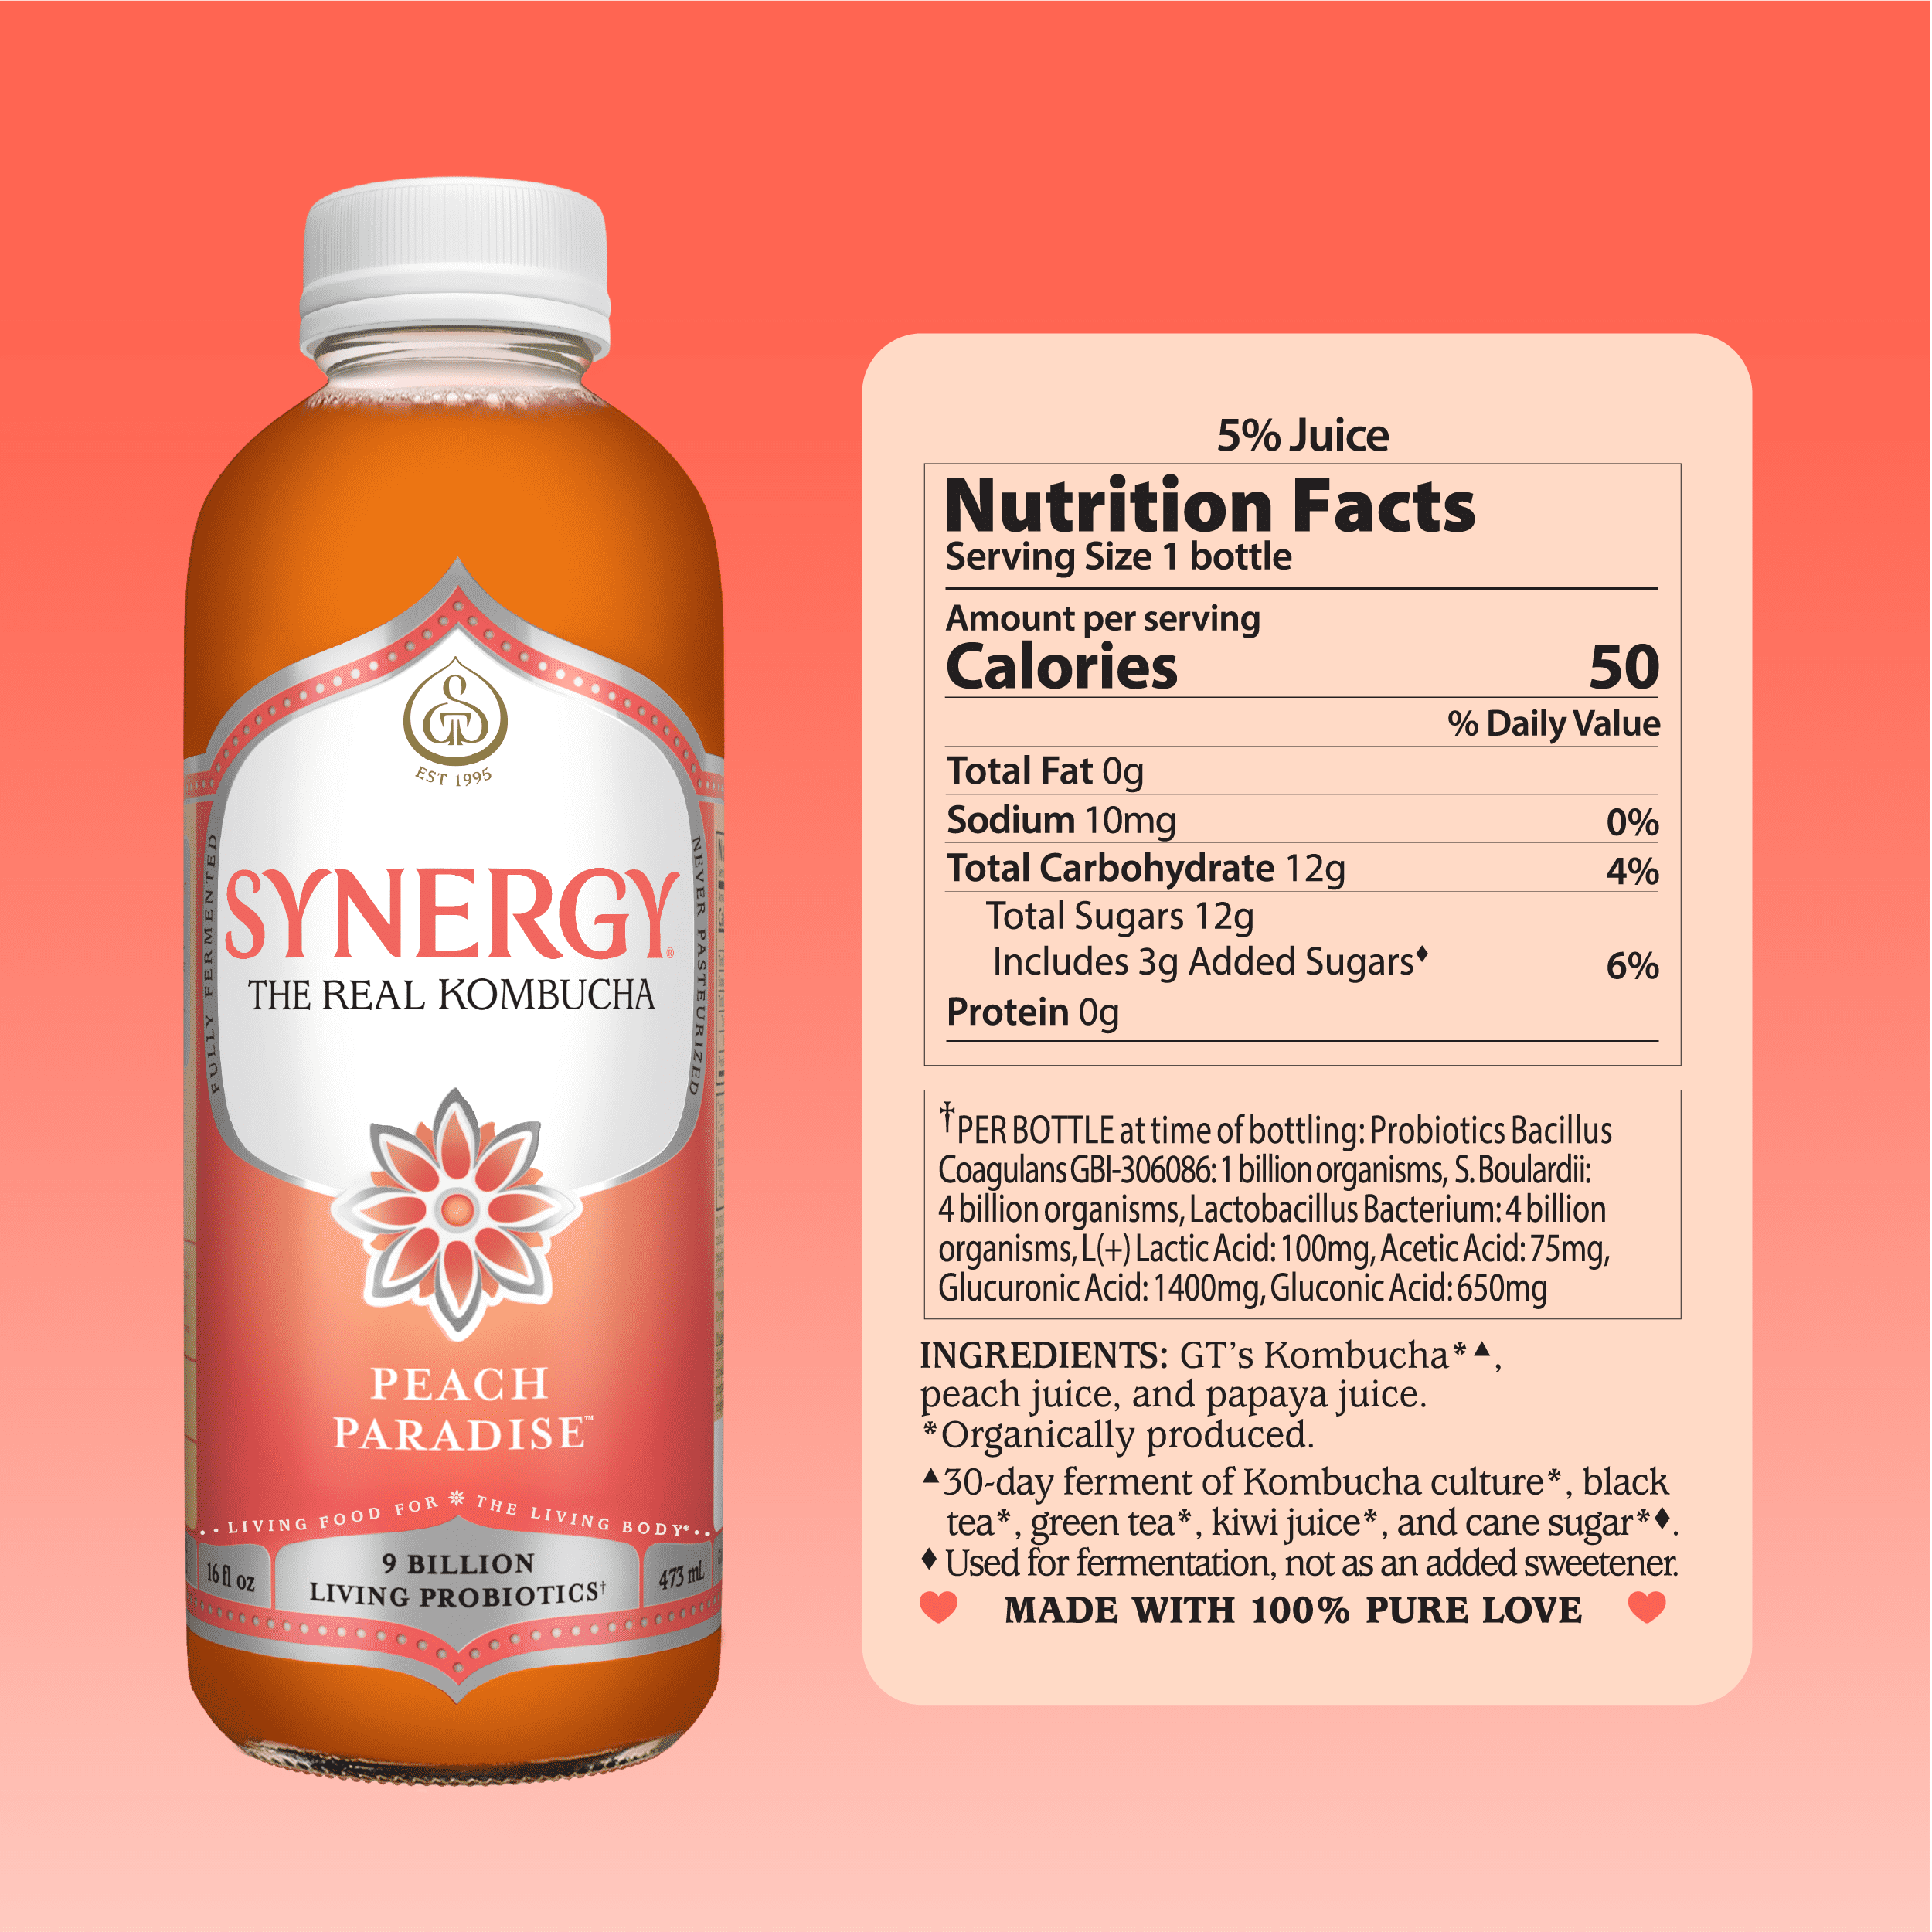 EST 1995
FULLY FERMENTED
NEVER PASTEURIZED
SYNERGY®
THE REAL KOMBUCHA
PEACH
PARADISE™
LIVING FOOD FOR THE LIVING BODY®
16 fl oz
9 BILLION
LIVING PROBIOTICS†
473 mL
5% Juice
Nutrition Facts
Serving Size 1 bottle
Amount per serving
Calories 50
% Daily Value
Total Fat 0g
Sodium 10mg 0%
Total Carbohydrate 12g 4%
Total Sugars 12g
Includes 3g Added Sugars♦ 6%
Protein 0g
†PER BOTTLE at time of bottling: Probiotics Bacillus
Coagulans GBI-306086: 1 billion organisms, S. Boulardii:
4 billion organisms, Lactobacillus Bacterium: 4 billion
organisms, L(+) Lactic Acid: 100mg, Acetic Acid: 75mg,
Glucuronic Acid: 1400mg, Gluconic Acid: 650mg
INGREDIENTS: GT’s Kombucha*▲,
peach juice, and papaya juice.
*Organically produced.
▲30-day ferment of Kombucha culture*, black
tea*, green tea*, kiwi juice*, and cane sugar*♦.
♦ Used for fermentation, not as an added sweetener.
MADE WITH 100% PURE LOVE